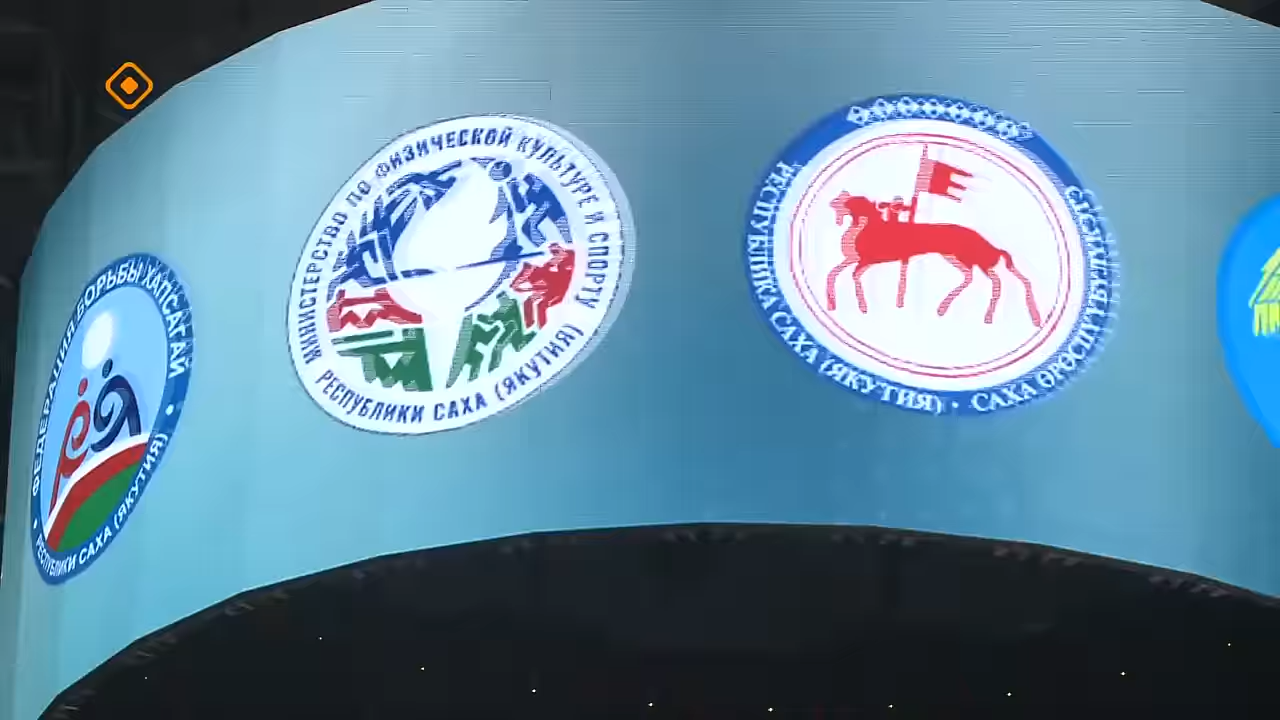 ФЕДЕРАЦИЯ БОРЬБЫ ХАПСАГАЙ
• РЕСПУБЛИКИ САХА (ЯКУТИЯ) •
МИНИСТЕРСТВО ПО ФИЗИЧЕСКОЙ КУЛЬТУРЕ И СПОРТУ
РЕСПУБЛИКИ САХА (ЯКУТИЯ)
РЕСПУБЛИКА САХА (ЯКУТИЯ) • САХА ӨРӨСПҮҮБҮЛҮКЭТЭ